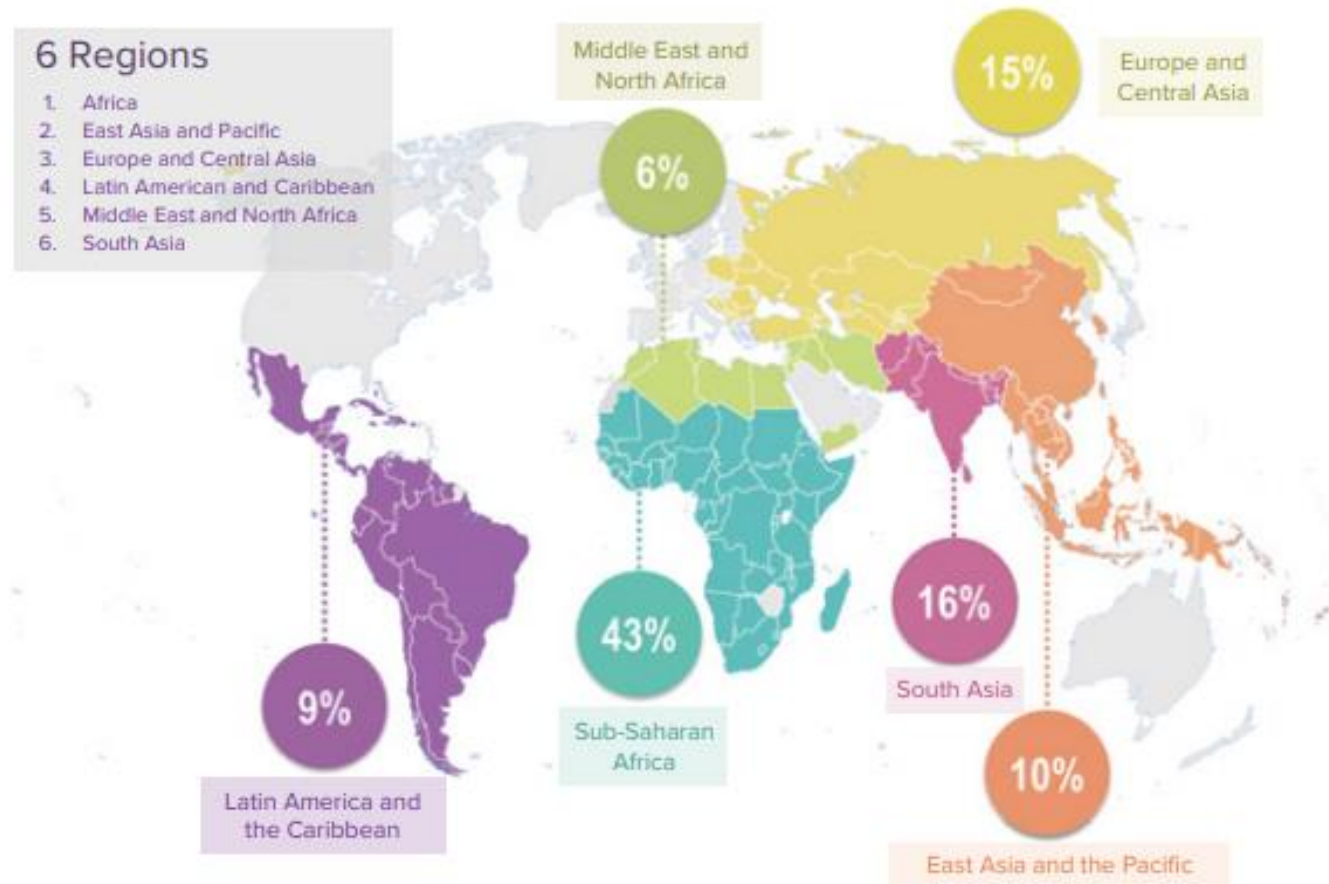 6 Regions
1. Africa
2. East Asia and Pacific
3. Europe and Central Asia
4. Latin American and Caribbean
5. Middle East and North Africa
6. South Asia
Middle East and
North Africa
6%
15%
Europe and
Central Asia
9%
Latin America and
the Caribbean
43%
Sub-Saharan
Africa
16%
South Asia
10%
East Asia and the Pacific